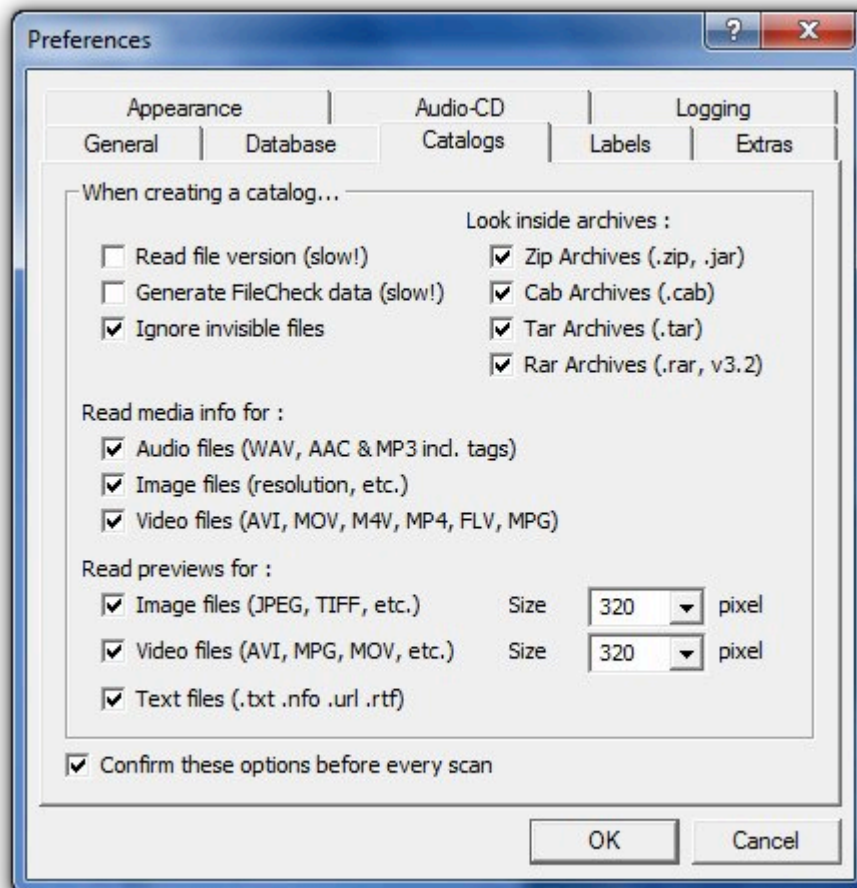 Preferences
Appearance Audio-CD Logging
General Database Catalogs Labels Extras
When creating a catalog...
Look inside archives :
Read file version (slow!) Zip Archives (.zip, .jar)
Generate FileCheck data (slow!) Cab Archives (.cab)
Ignore invisible files Tar Archives (.tar)
Rar Archives (.rar, v3.2)
Read media info for :
Audio files (WAV, AAC & MP3 incl. tags)
Image files (resolution, etc.)
Video files (AVI, MOV, M4V, MP4, FLV, MPG)
Read previews for :
Image files (JPEG, TIFF, etc.) Size 320 pixel
Video files (AVI, MPG, MOV, etc.) Size 320 pixel
Text files (.txt .nfo .url .rtf)
Confirm these options before every scan
OK Cancel